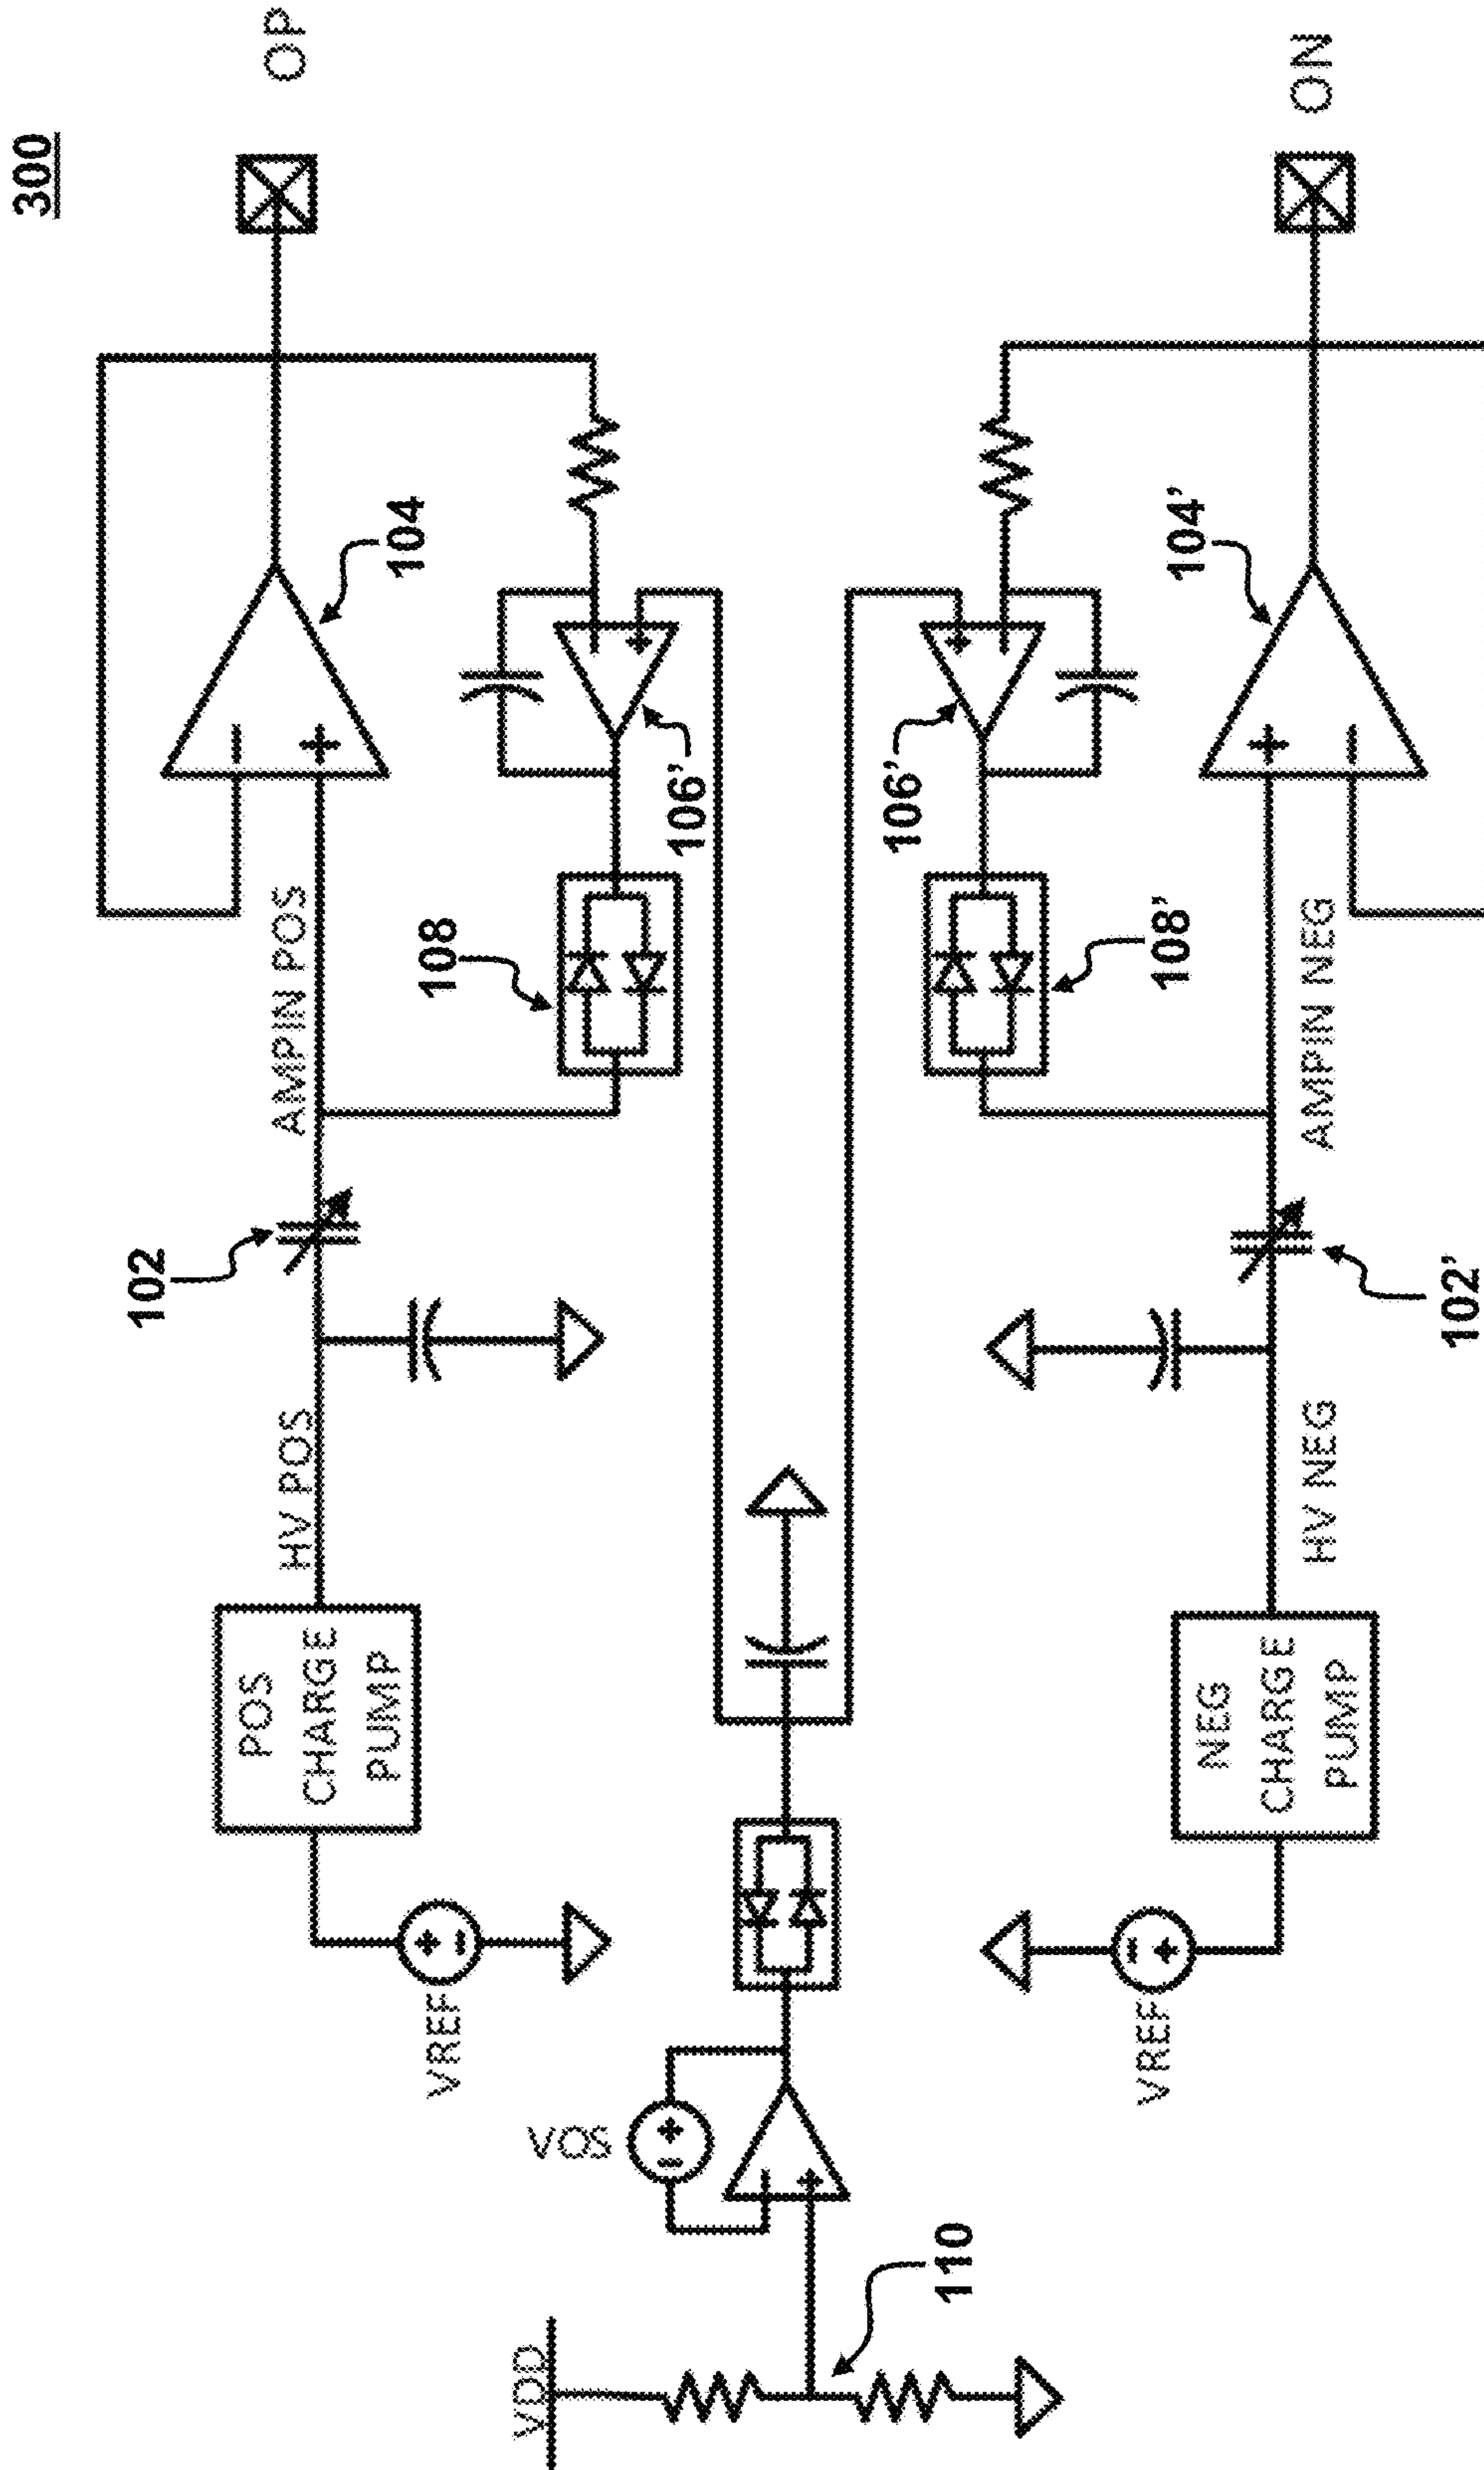 300
OP
104
−
+
AMPIN POS
102
HV POS
POS
CHARGE
PUMP
+
−
VREF
108
106'
−
+
VOS
+
−
−
+
VDD
110
106'
+
−
108'
VREF
−
+
NEG
CHARGE
PUMP
HV NEG
102'
AMPIN NEG
104'
+
−
ON